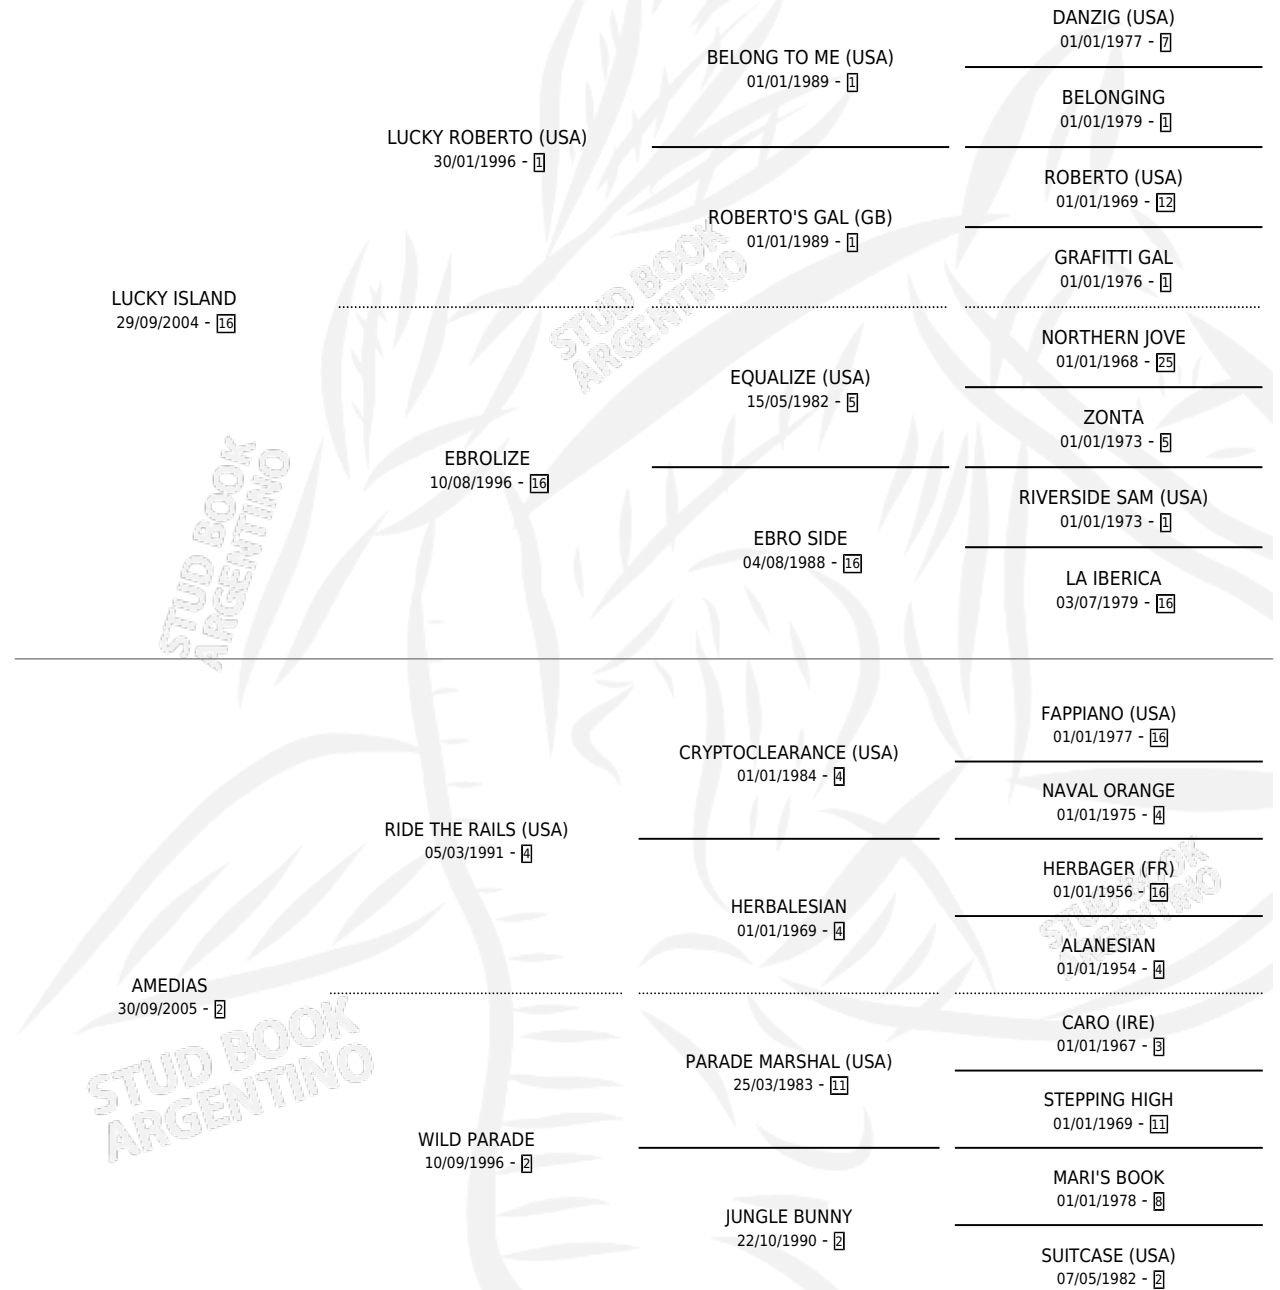 DANZIG (USA)
01/01/1977 - 7
BELONG TO ME (USA)
01/01/1989 - 1
BELONGING
01/01/1979 - 1
LUCKY ROBERTO (USA)
30/01/1996 - 1
ROBERTO (USA)
01/01/1969 - 12
ROBERTO'S GAL (GB)
01/01/1989 - 1
GRAFITTI GAL
01/01/1976 - 1
LUCKY ISLAND
29/09/2004 - 16
STUD BOOK
ARGENTINO
NORTHERN JOVE
01/01/1968 - 25
EQUALIZE (USA)
15/05/1982 - 5
ZONTA
01/01/1973 - 5
EBROLIZE
10/08/1996 - 16
RIVERSIDE SAM (USA)
01/01/1973 - 1
EBRO SIDE
04/08/1988 - 16
LA IBERICA
03/07/1979 - 16
STUD BOOK
ARGENTINO
FAPPIANO (USA)
01/01/1977 - 16
CRYPTOCLEARANCE (USA)
01/01/1984 - 4
NAVAL ORANGE
01/01/1975 - 4
RIDE THE RAILS (USA)
05/03/1991 - 4
HERBAGER (FR)
01/01/1956 - 16
HERBALESIAN
01/01/1969 - 4
STUD BOOK
ARGENTINO
ALANESIAN
01/01/1954 - 4
AMEDIAS
30/09/2005 - 2
STUD BOOK
ARGENTINO
CARO (IRE)
01/01/1967 - 3
PARADE MARSHAL (USA)
25/03/1983 - 11
STEPPING HIGH
01/01/1969 - 11
WILD PARADE
10/09/1996 - 2
MARI'S BOOK
01/01/1978 - 8
JUNGLE BUNNY
22/10/1990 - 2
SUITCASE (USA)
07/05/1982 - 2